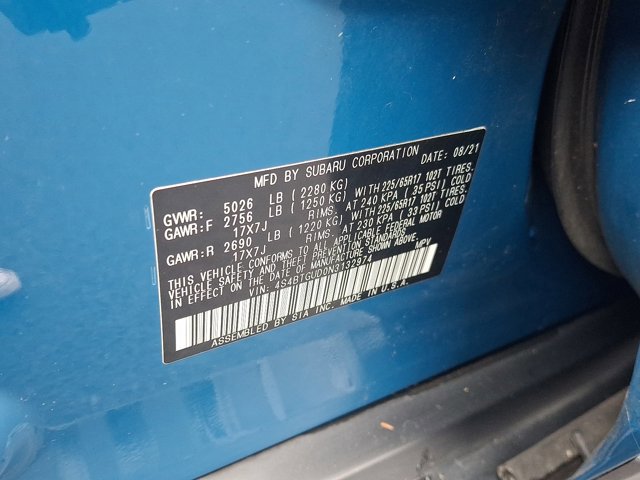 MFD BY SUBARU CORPORATION DATE: 08/21
GVWR: 5026 LB (2280 KG)
GAWR:F 2756 LB (1250 KG) WITH 225/65R17 102T TIRES.
17X7J RIMS. AT 240 KPA (35 PSI) COLD
GAWR:R 2690 LB (1220 KG) WITH 225/65R17 102T TIRES.
17X7J RIMS. AT 230 KPA (33 PSI) COLD
THIS VEHICLE CONFORMS TO ALL APPLICABLE FEDERAL MOTOR
VEHICLE SAFETY AND BUMPER STANDARDS
IN EFFECT ON THE DATE OF MANUFACTURE SHOWN ABOVE.
VIN: 4S4BTGUD0N3132974 MPV
ASSEMBLED BY SIA INC. MADE IN U.S.A.